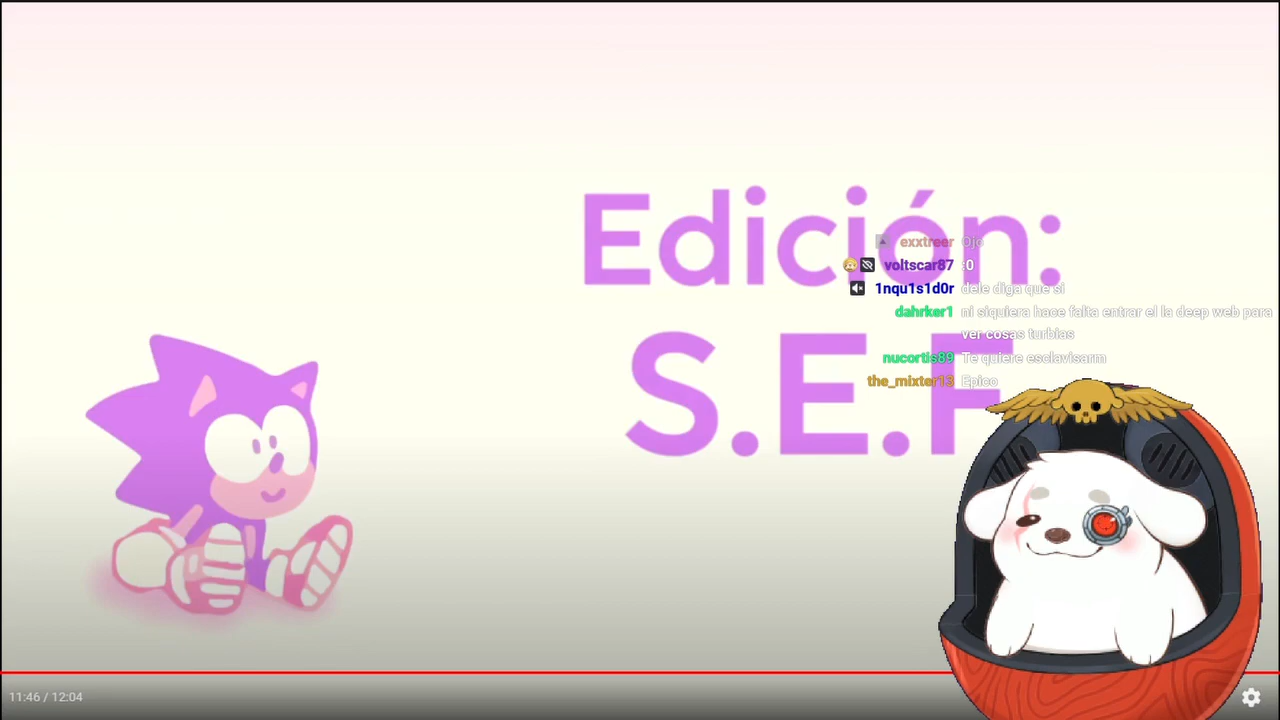 Edición:
S.E.F
exxtreer Ojo
voltscar87 :0
1nqu1s1d0r dele diga que si
dahrker1 ni siquiera hace falta entrar el la deep web para
ver cosas turbias
nucortis89 Te quiere esclavisarm
the_mixter13 Epico
11:46 / 12:04